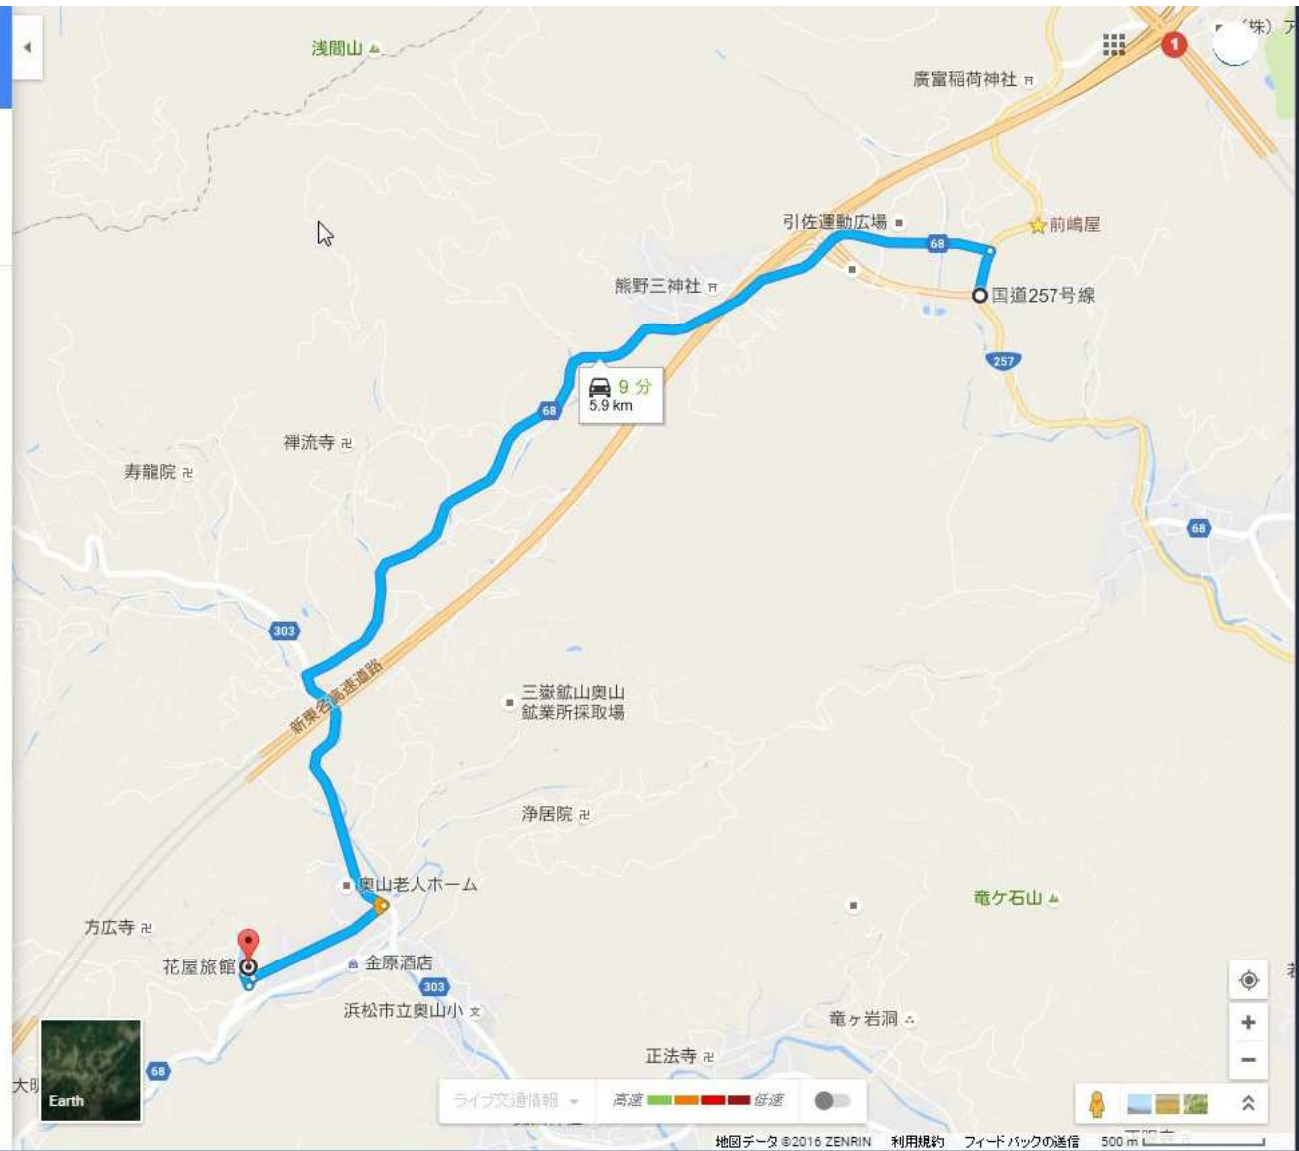 浅間山
1
(株)ア
廣富稲荷神社
引佐運動広場
前嶋屋
68
熊野三神社
国道257号線
257
9 分
5.9 km
68
禅流寺
寿龍院
68
303
三嶽鉱山奥山
鉱業所採取場
新東名高速道路
浄居院
奥山老人ホーム
竜ケ石山
方広寺
花屋旅館
金原酒店
303
浜松市立奥山小
文
竜ヶ岩洞
正法寺
68
大明
Earth
ライブ交通情報
高速
低速
地図データ ©2016 ZENRIN
利用規約
フィードバックの送信
500 m